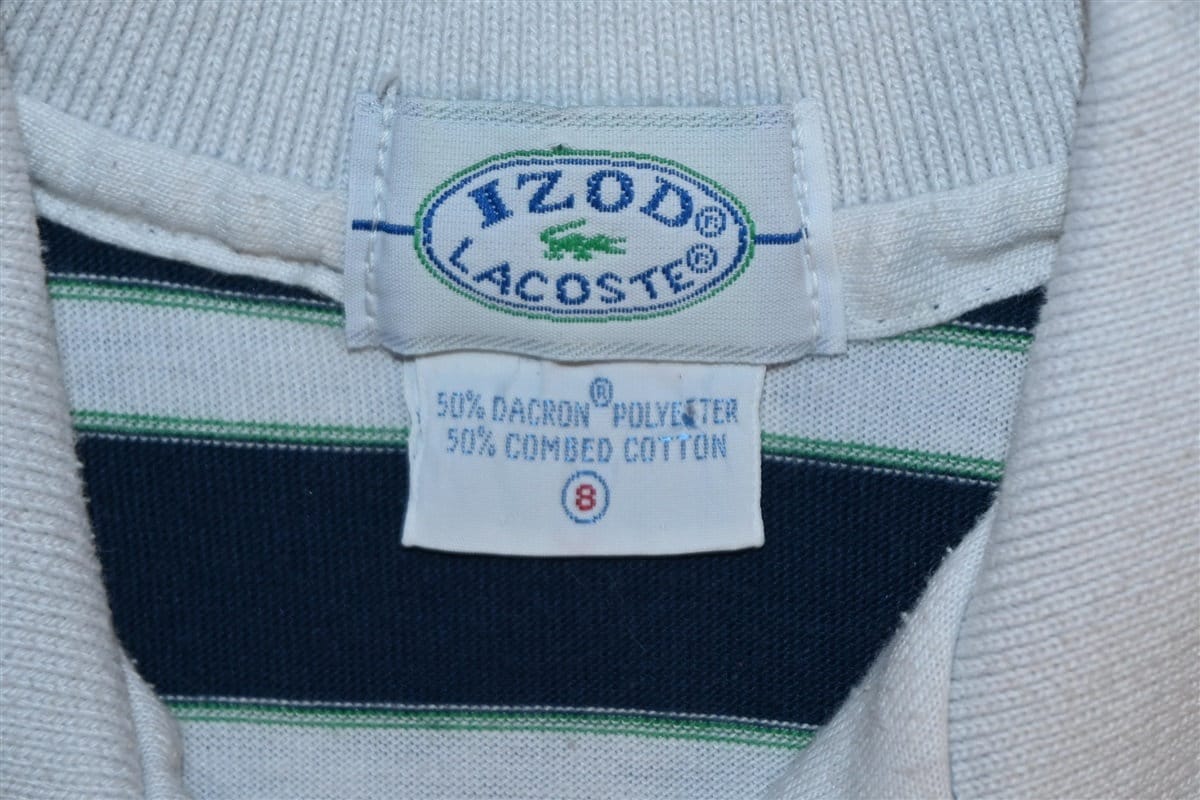 IZOD®
LACOSTE®
50% DACRON® POLYESTER
50% COMBED COTTON
8